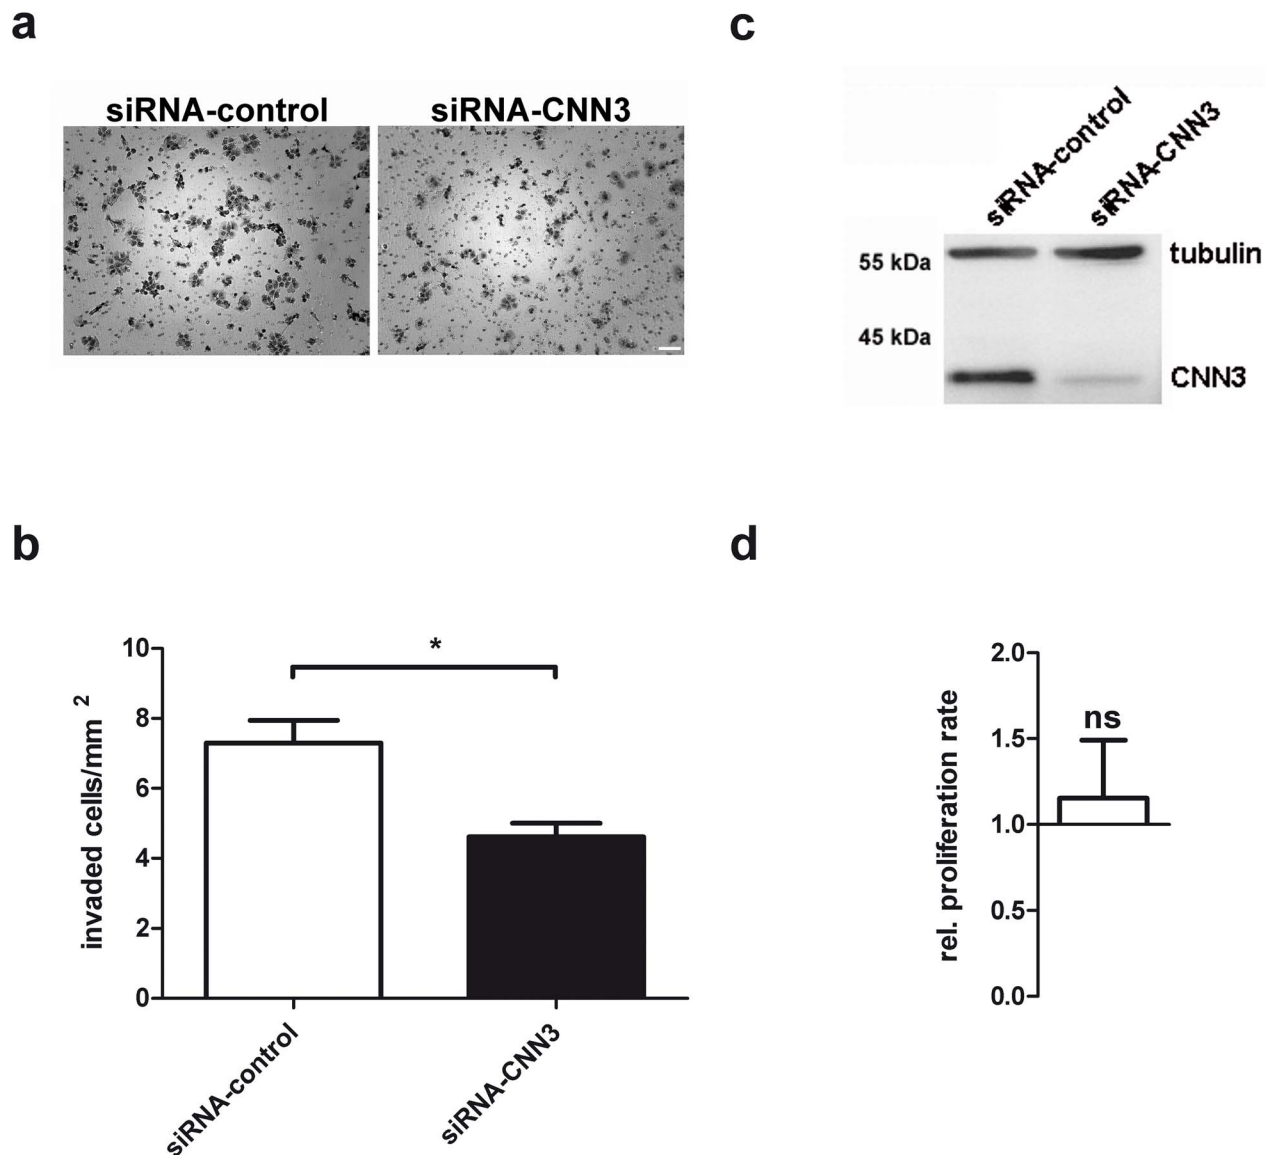 a
siRNA-control
siRNA-CNN3
c
siRNA-control
siRNA-CNN3
55 kDa
tubulin
45 kDa
CNN3
b
10
8
6
4
2
0
invaded cells/mm 2
*
siRNA-control
siRNA-CNN3
d
2.0
1.5
1.0
0.5
0.0
rel. proliferation rate
ns